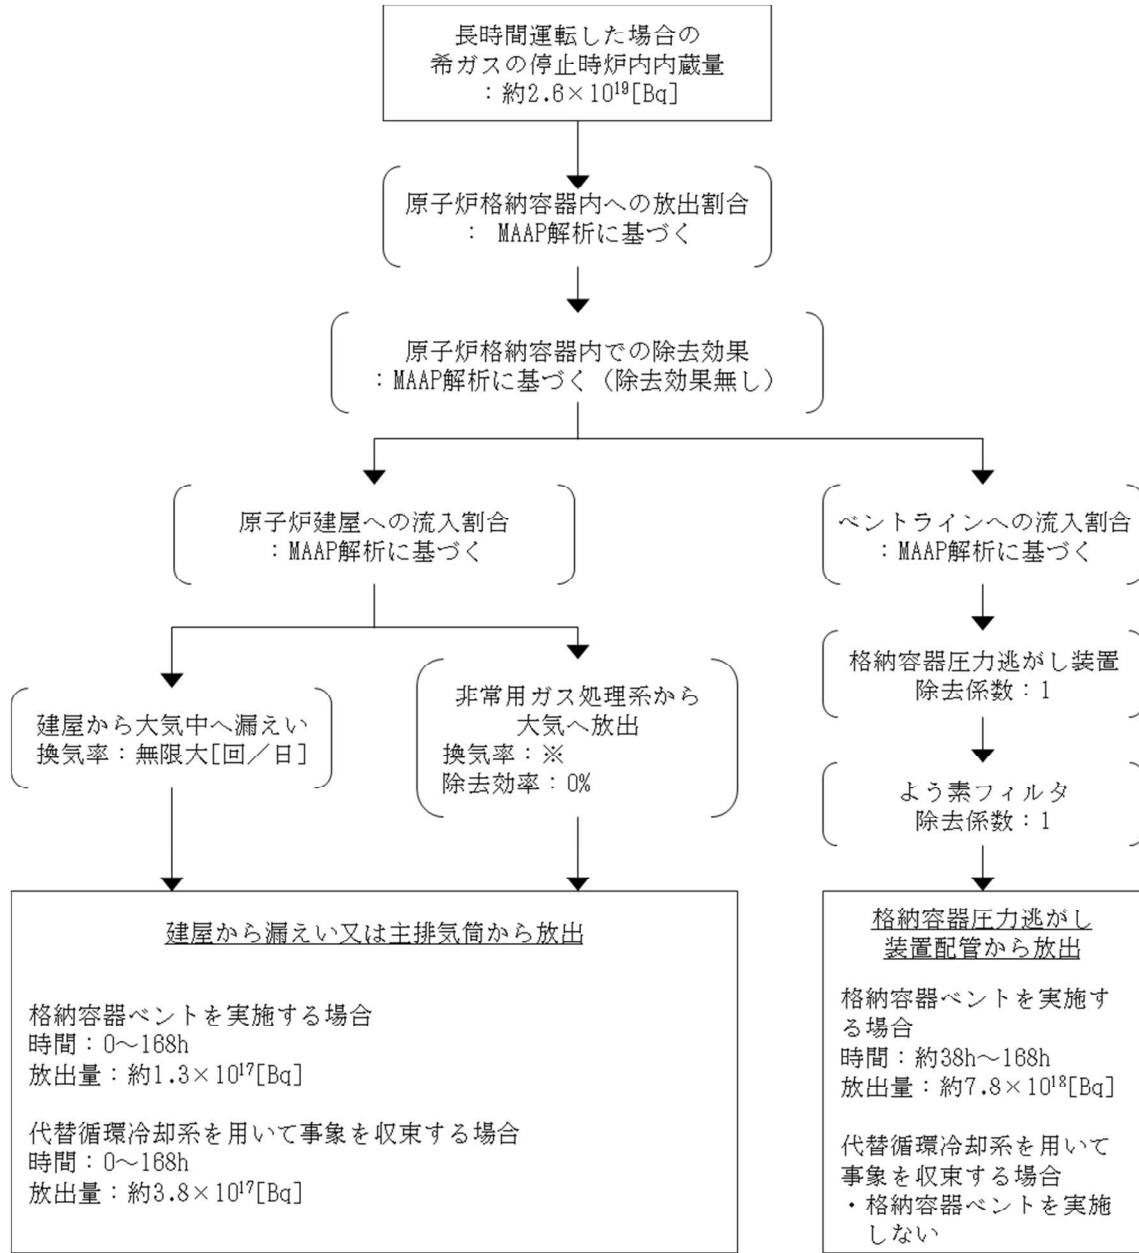 長時間運転した場合の
希ガスの停止時炉内内蔵量
：約2.6×10¹⁹[Bq]
原子炉格納容器内への放出割合
： MAAP解析に基づく
原子炉格納容器内での除去効果
：MAAP解析に基づく（除去効果無し）
原子炉建屋への流入割合
：MAAP解析に基づく
ベントラインへの流入割合
：MAAP解析に基づく
建屋から大気中へ漏えい
換気率：無限大[回／日]
非常用ガス処理系から
大気へ放出
換気率：※
除去効率：0%
格納容器圧力逃がし装置
除去係数：1
よう素フィルタ
除去係数：1
建屋から漏えい又は主排気筒から放出
格納容器ベントを実施する場合
時間：0～168h
放出量：約1.3×10¹⁷[Bq]
代替循環冷却系を用いて事象を収束する場合
時間：0～168h
放出量：約3.8×10¹⁷[Bq]
格納容器圧力逃がし
装置配管から放出
格納容器ベントを実施す
る場合
時間：約38h～168h
放出量：約7.8×10¹⁸[Bq]
代替循環冷却系を用いて
事象を収束する場合
・格納容器ベントを実施
しない